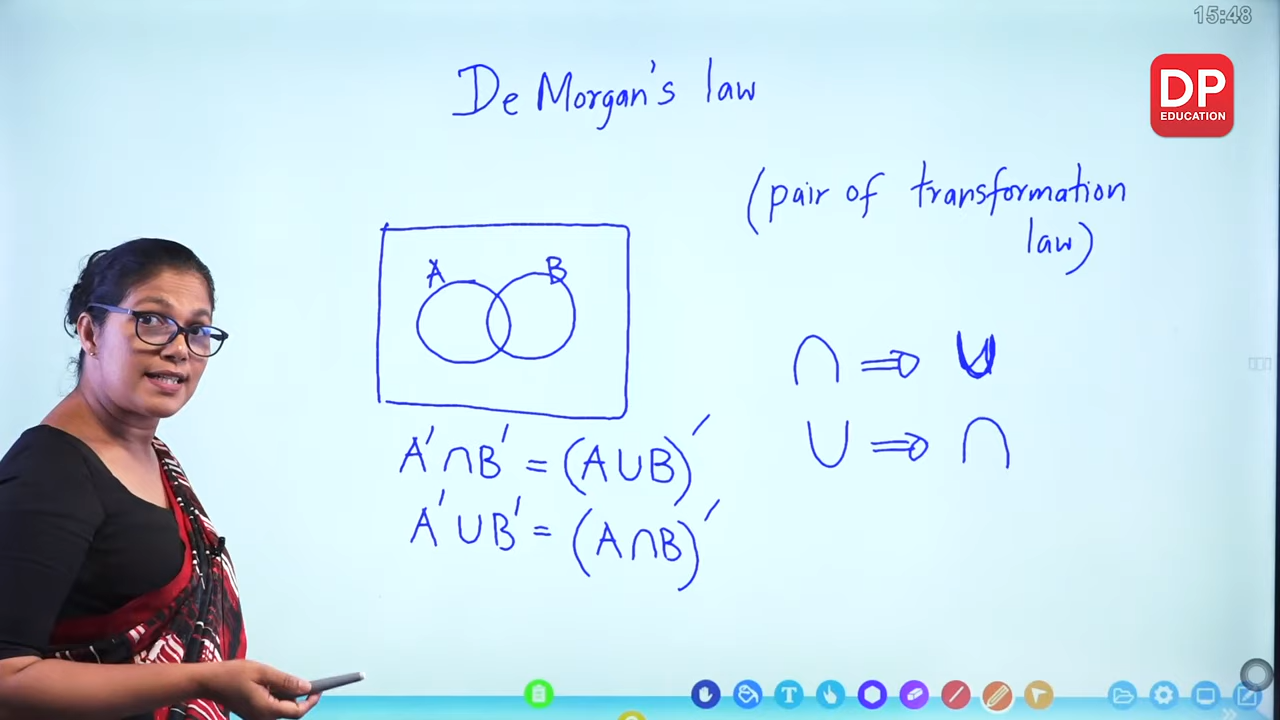 15:48
De Morgan's law
DP
EDUCATION
(pair of transformation
law)
A B
∩ ⇒ ∪
∪ ⇒ ∩
A'∩B' = (A∪B)'
A'∪B' = (A∩B)'
T